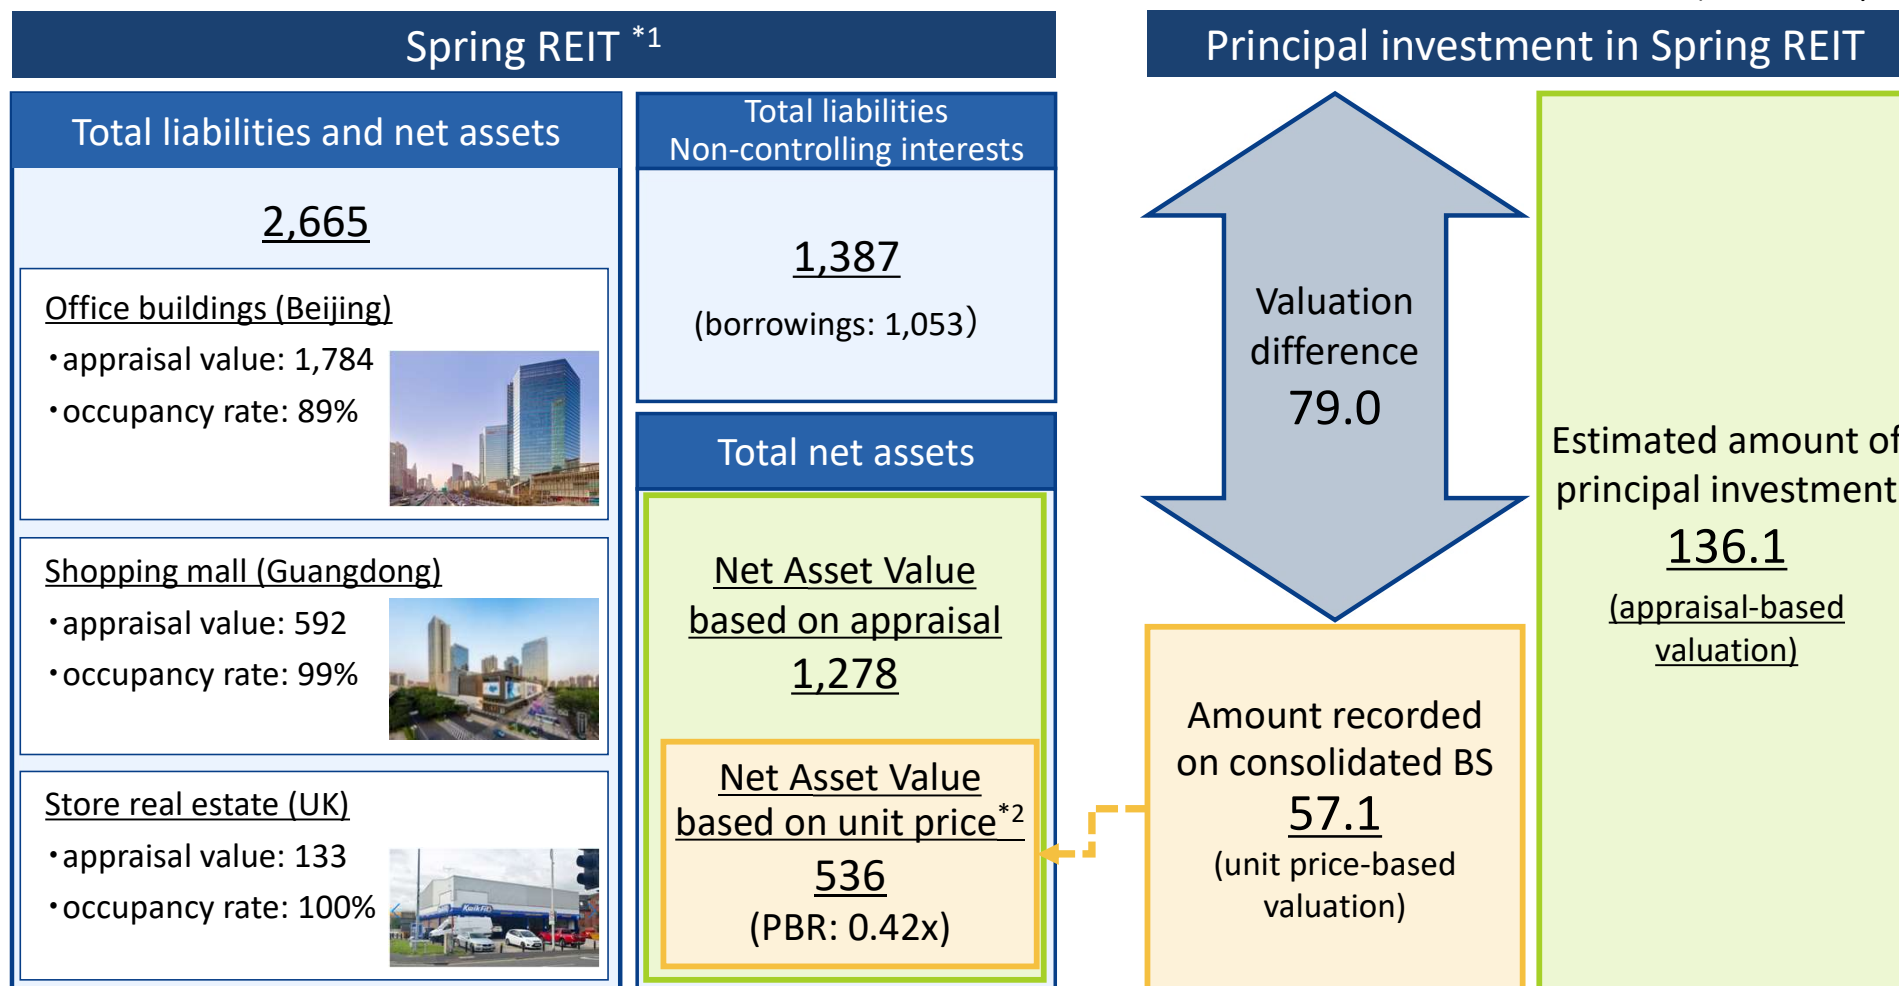 Spring REIT *1
Total liabilities and net assets
2,665
Office buildings (Beijing)
・appraisal value: 1,784
・occupancy rate: 89%
Shopping mall (Guangdong)
・appraisal value: 592
・occupancy rate: 99%
Store real estate (UK)
・appraisal value: 133
・occupancy rate: 100%
Total liabilities
Non-controlling interests
1,387
(borrowings: 1,053）
Total net assets
Net Asset Value
based on appraisal
1,278
Net Asset Value
based on unit price*2
536
(PBR: 0.42x)
Principal investment in Spring REIT
Valuation
difference
79.0
Amount recorded
on consolidated BS
57.1
(unit price-based
valuation)
Estimated amount of
principal investment
136.1
(appraisal-based
valuation)